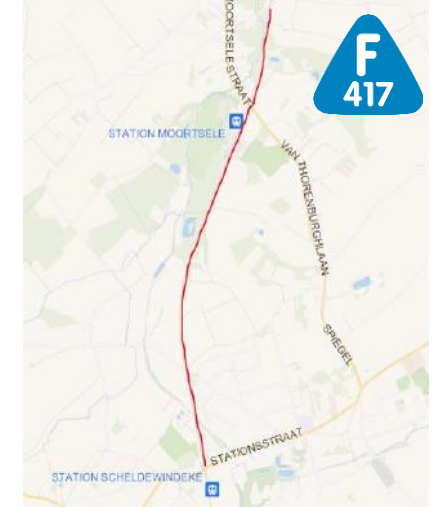 MOORTSELE STRAAT
F
417
STATION MOORTSELE
VAN THORENBURGHLAAN
SPIEGEL
STATIONSSTRAAT
STATION SCHELDEWINDEKE